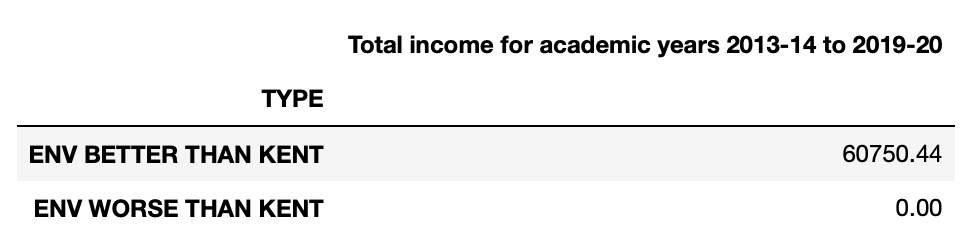 Total income for academic years 2013-14 to 2019-20
TYPE
ENV BETTER THAN KENT 60750.44
ENV WORSE THAN KENT 0.00